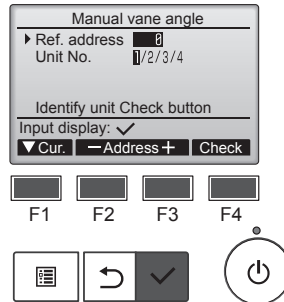 Manual vane angle
Ref. address 0
Unit No. 1/2/3/4
Identify unit Check button
Input display: ✓
▼Cur. −Address+ Check
F1 F2 F3 F4